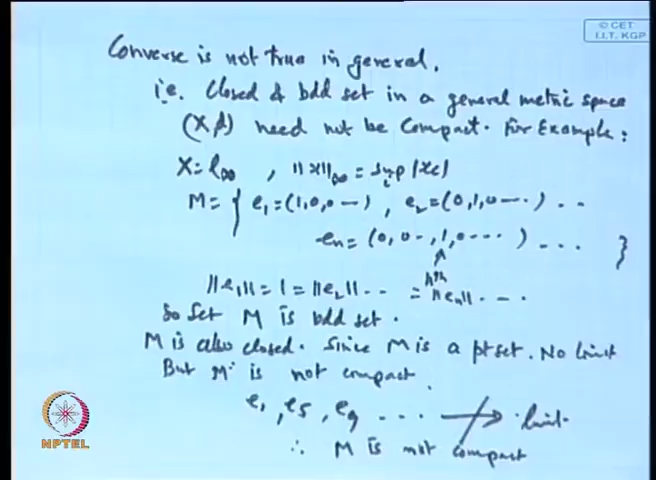 © CET
I.I.T. KGP
Converse is not true in general.
i.e. Closed & bdd set in a general metric space
(X,d) need not be Compact. For Example:
X = l∞ , ||x||∞ = sup |xi|
i
M = { e1 = (1,0,0 —) , e2 = (0,1,0 —··) ··
en = (0, 0 -, 1, 0 ---- ) ... }
nth
||e1|| = 1 = ||e2|| .. = ||en|| ...
So Set M is bdd set.
M is also closed. Since M is a pt set. No limit
But M is not compact.
e1, e5, e9 .... ↛ limit.
∴ M is not compact
NPTEL